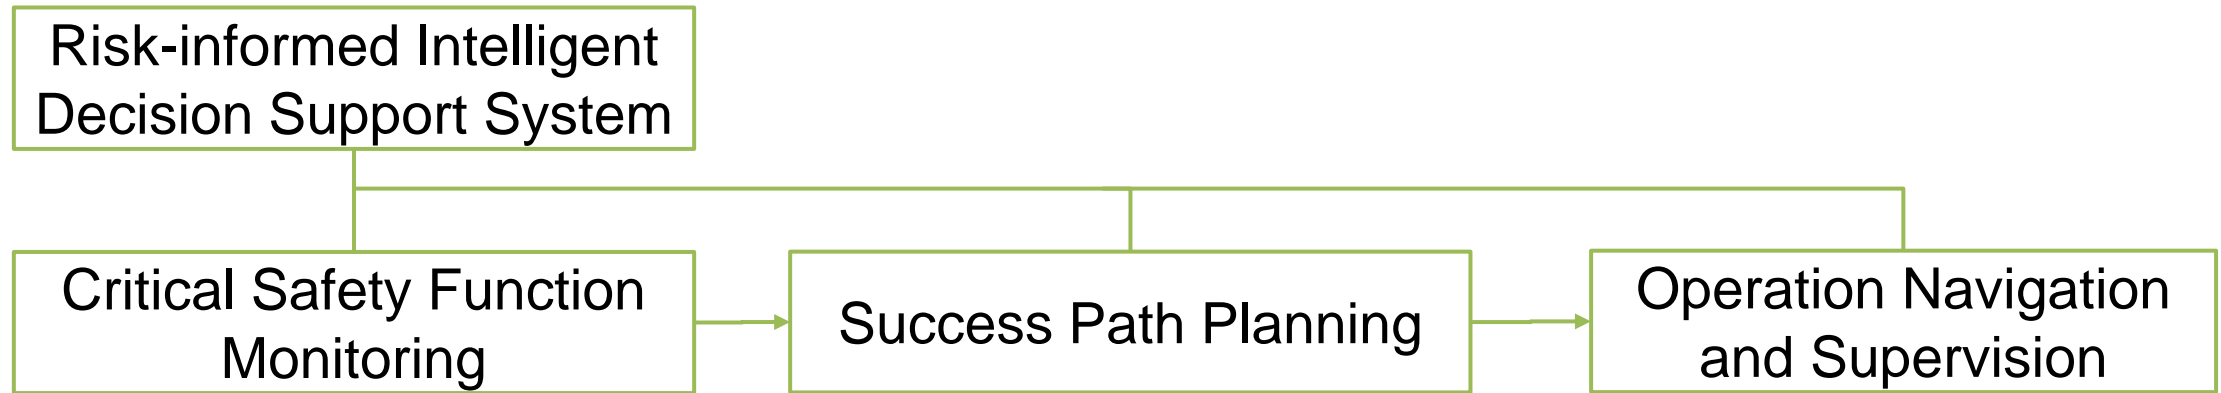 Risk-informed Intelligent
Decision Support System
Critical Safety Function
Monitoring
Success Path Planning
Operation Navigation
and Supervision